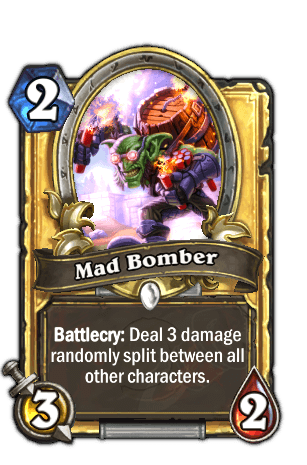 2
Mad Bomber
Battlecry: Deal 3 damage
randomly split between all
other characters.
3
2